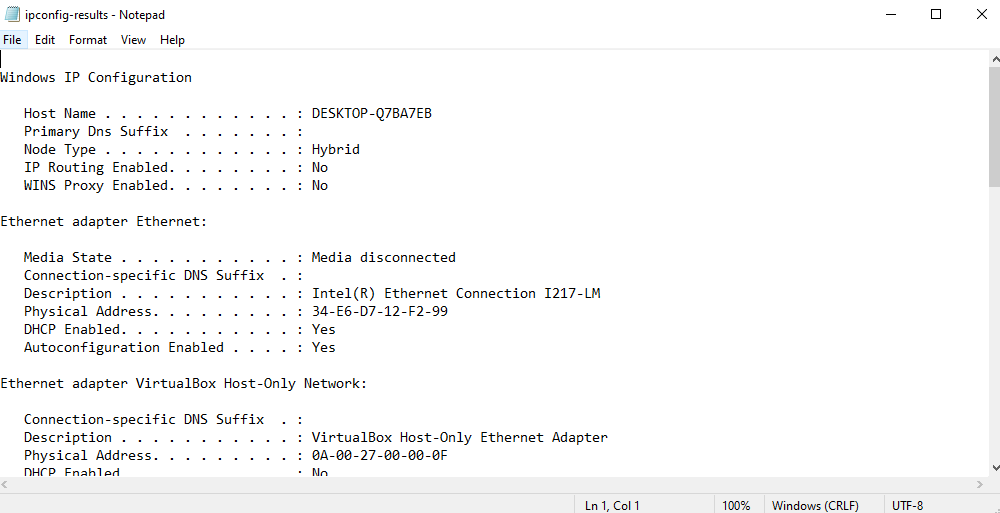 ipconfig-results - Notepad
File Edit Format View Help
Windows IP Configuration
Host Name . . . . . . . . . . . . : DESKTOP-Q7BA7EB
Primary Dns Suffix  . . . . . . . :
Node Type . . . . . . . . . . . . : Hybrid
IP Routing Enabled. . . . . . . . : No
WINS Proxy Enabled. . . . . . . . : No
Ethernet adapter Ethernet:
Media State . . . . . . . . . . . : Media disconnected
Connection-specific DNS Suffix  . :
Description . . . . . . . . . . . : Intel(R) Ethernet Connection I217-LM
Physical Address. . . . . . . . . : 34-E6-D7-12-F2-99
DHCP Enabled. . . . . . . . . . . : Yes
Autoconfiguration Enabled . . . . : Yes
Ethernet adapter VirtualBox Host-Only Network:
Connection-specific DNS Suffix  . :
Description . . . . . . . . . . . : VirtualBox Host-Only Ethernet Adapter
Physical Address. . . . . . . . . : 0A-00-27-00-00-0F
DHCP Enabled. . . . . . . . . . . : No
Ln 1, Col 1 100% Windows (CRLF) UTF-8